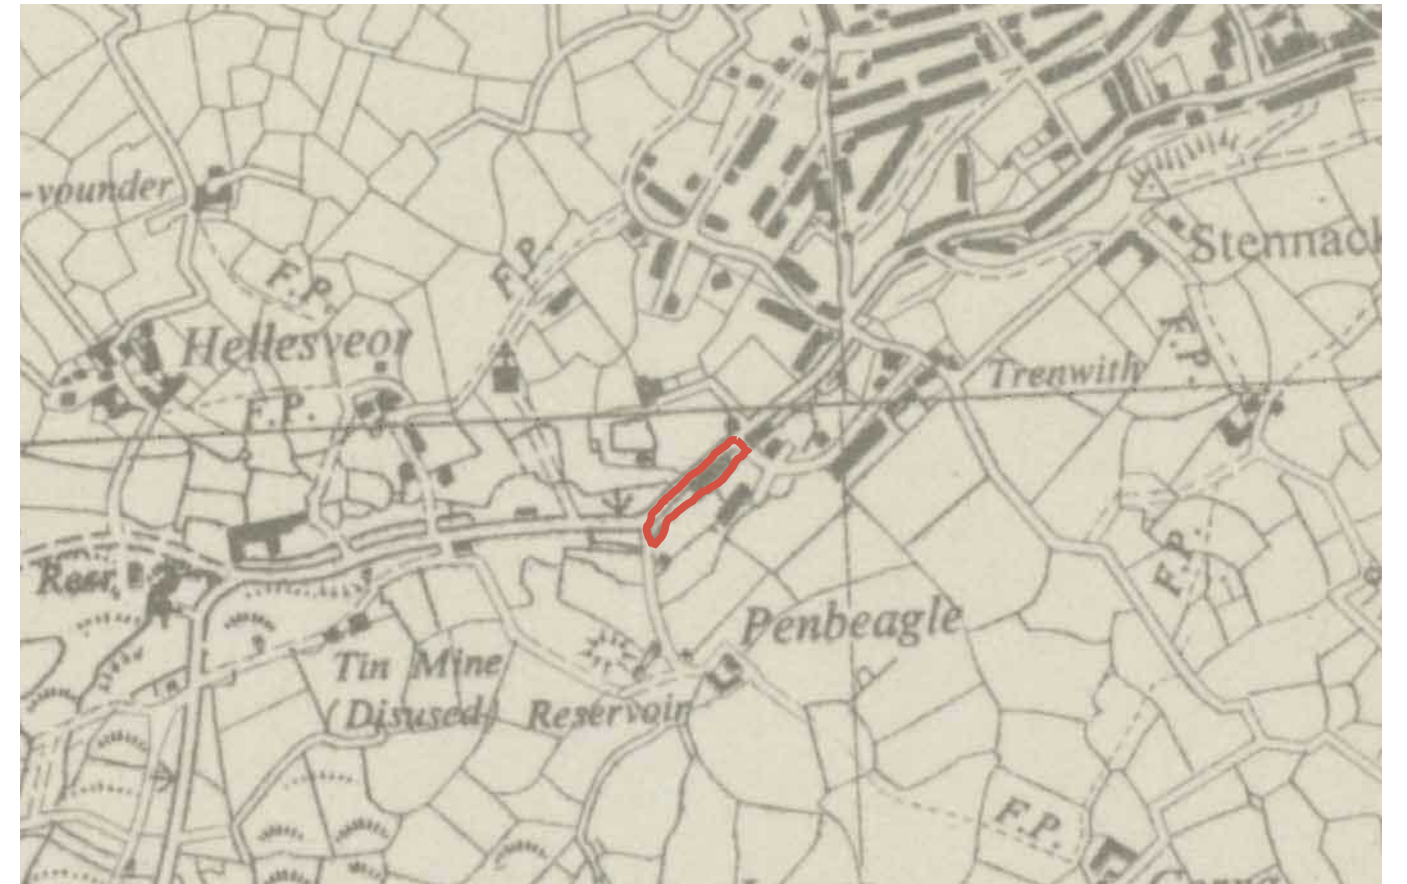 -vounder
F.P.
F.P.
Stennack
F.P.
Hellesveor
Trenwith
F.P.
F.P.
Resr.
Penbeagle
Tin Mine
(Disused)
Reservoir
F.P.